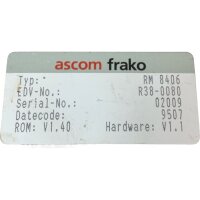 ascom frako
Typ:" RM 8406
EDV-No.: R38-0080
Serial-No.: 02009
Datecode: 9507
ROM: V1.40 Hardware: V1.1